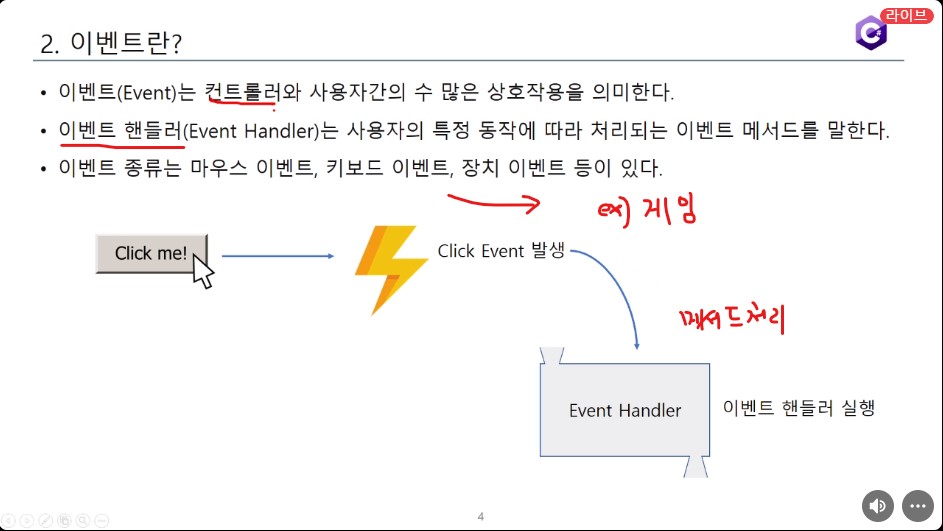 라이브
C#
2. 이벤트란?
• 이벤트(Event)는 컨트롤러와 사용자간의 수 많은 상호작용을 의미한다.
• 이벤트 핸들러(Event Handler)는 사용자의 특정 동작에 따라 처리되는 이벤트 메서드를 말한다.
• 이벤트 종류는 마우스 이벤트, 키보드 이벤트, 장치 이벤트 등이 있다.
ex) 게임
Click me!
Click Event 발생
메서드처리
Event Handler
이벤트 핸들러 실행
4